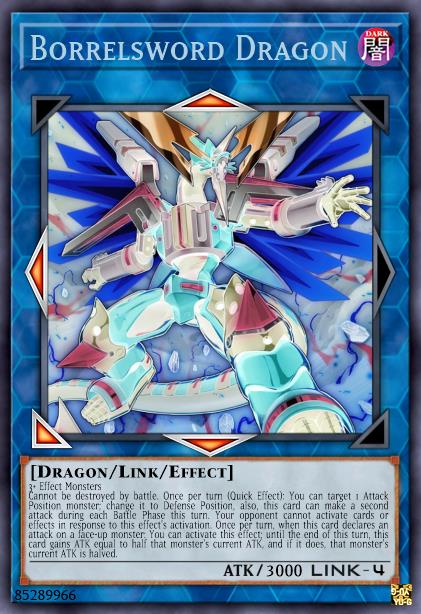 BORRELSWORD DRAGON
DARK
闇
[DRAGON/LINK/EFFECT]
3+ Effect Monsters
Cannot be destroyed by battle. Once per turn (Quick Effect): You can target 1 Attack
Position monster; change it to Defense Position, also, this card can make a second
attack during each Battle Phase this turn. Your opponent cannot activate cards or
effects in response to this effect's activation. Once per turn, when this card declares an
attack on a face-up monster: You can activate this effect; until the end of this turn, this
card gains ATK equal to half that monster's current ATK, and if it does, that monster's
current ATK is halved.
ATK/3000 LINK-4
85289966